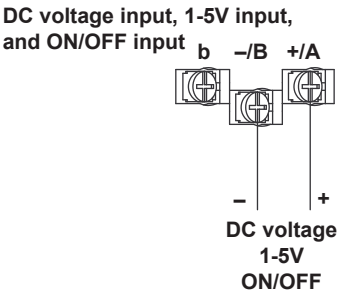 DC voltage input, 1-5V input,
and ON/OFF input
b –/B +/A
– +
DC voltage
1-5V
ON/OFF